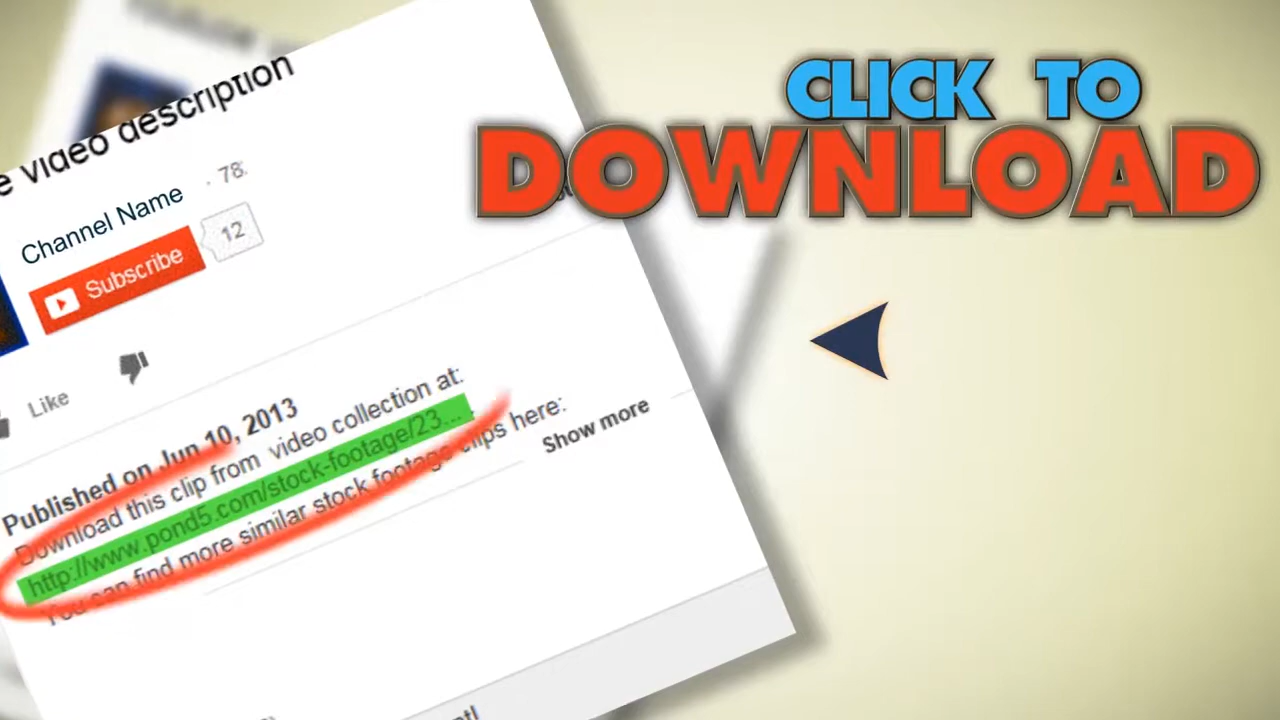 CLICK TO
DOWNLOAD
e video description
Channel Name
· 78
Subscribe
12
Like
Published on Jun 10, 2013
Download this clip from video collection at:
http://www.pond5.com/stock-footage/23...
You can find more similar stock footage clips here:
Show more